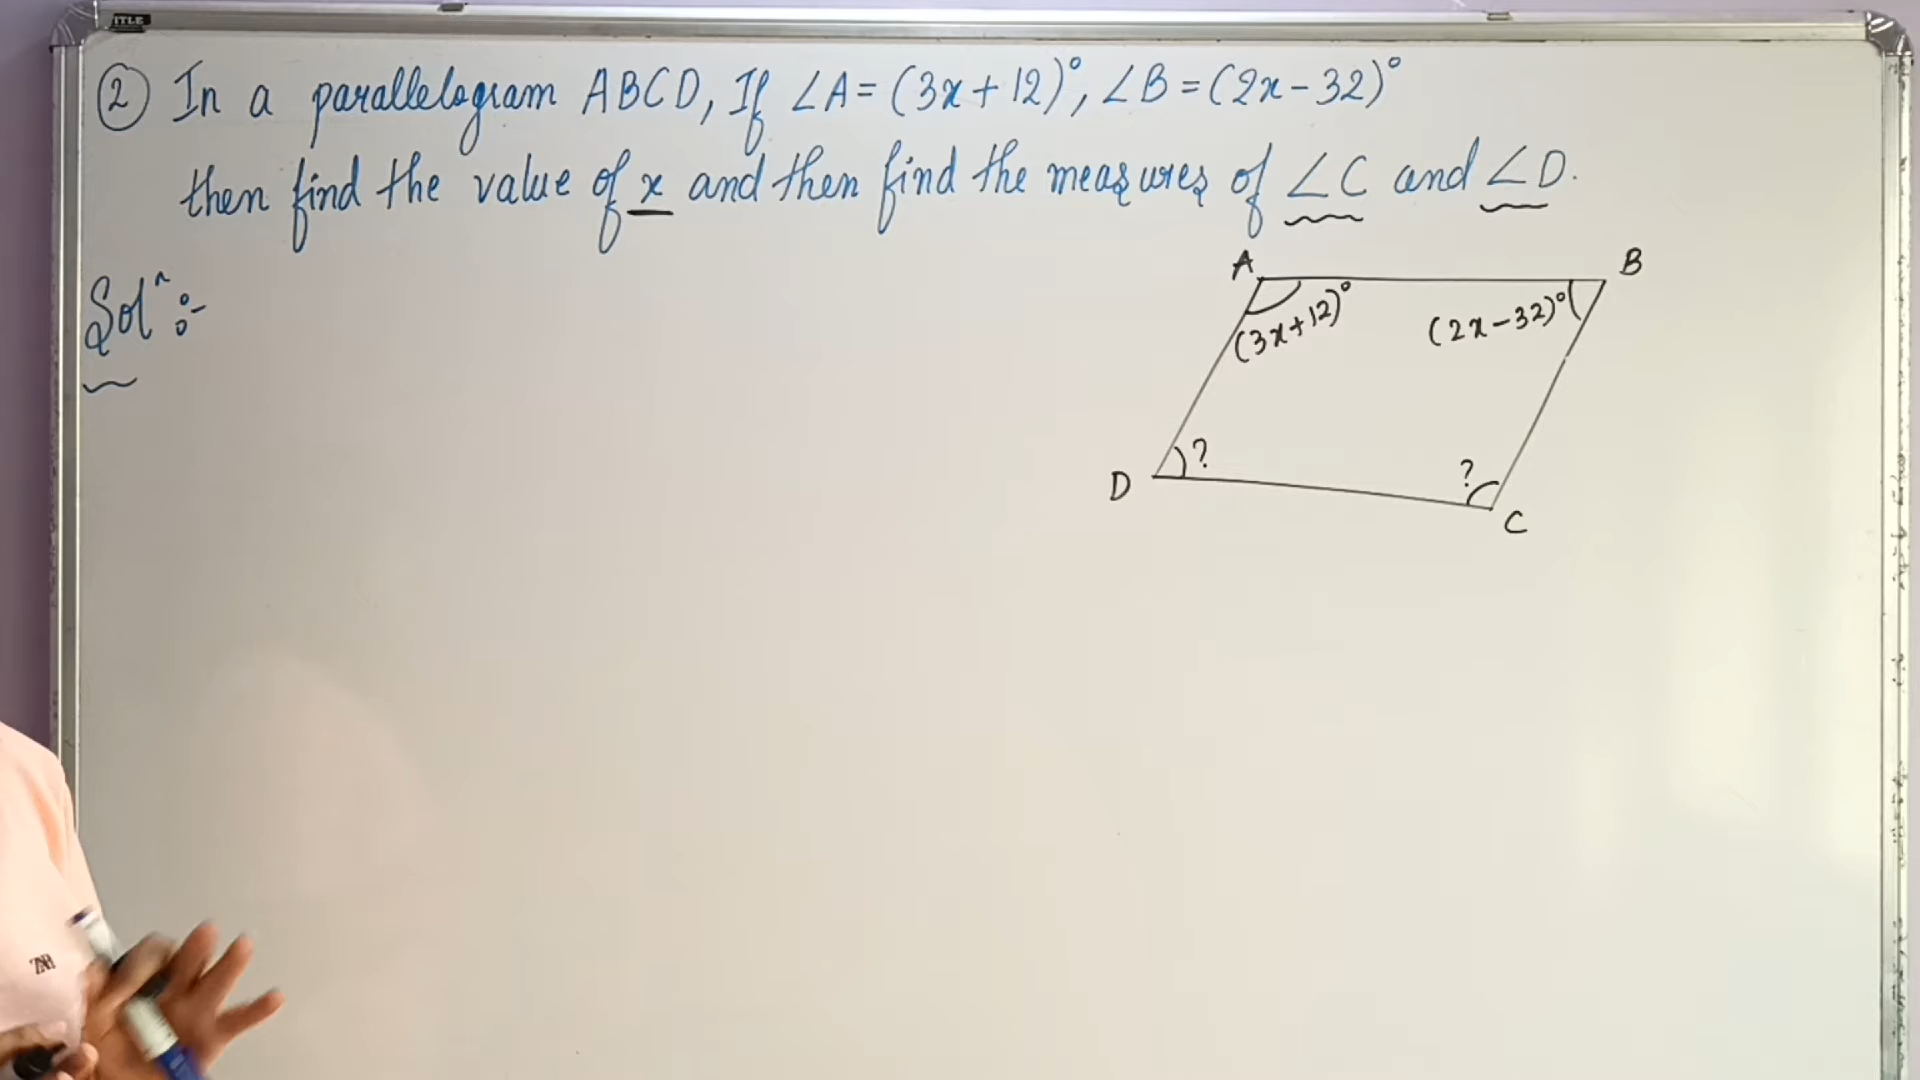 ITLE
② In a parallelogram ABCD, If ∠A = (3x + 12)°, ∠B = (2x - 32)°
then find the value of x and then find the measures of ∠C and ∠D.
Solⁿ :-
A B
(3x+12)° (2x-32)°
? ?
D C